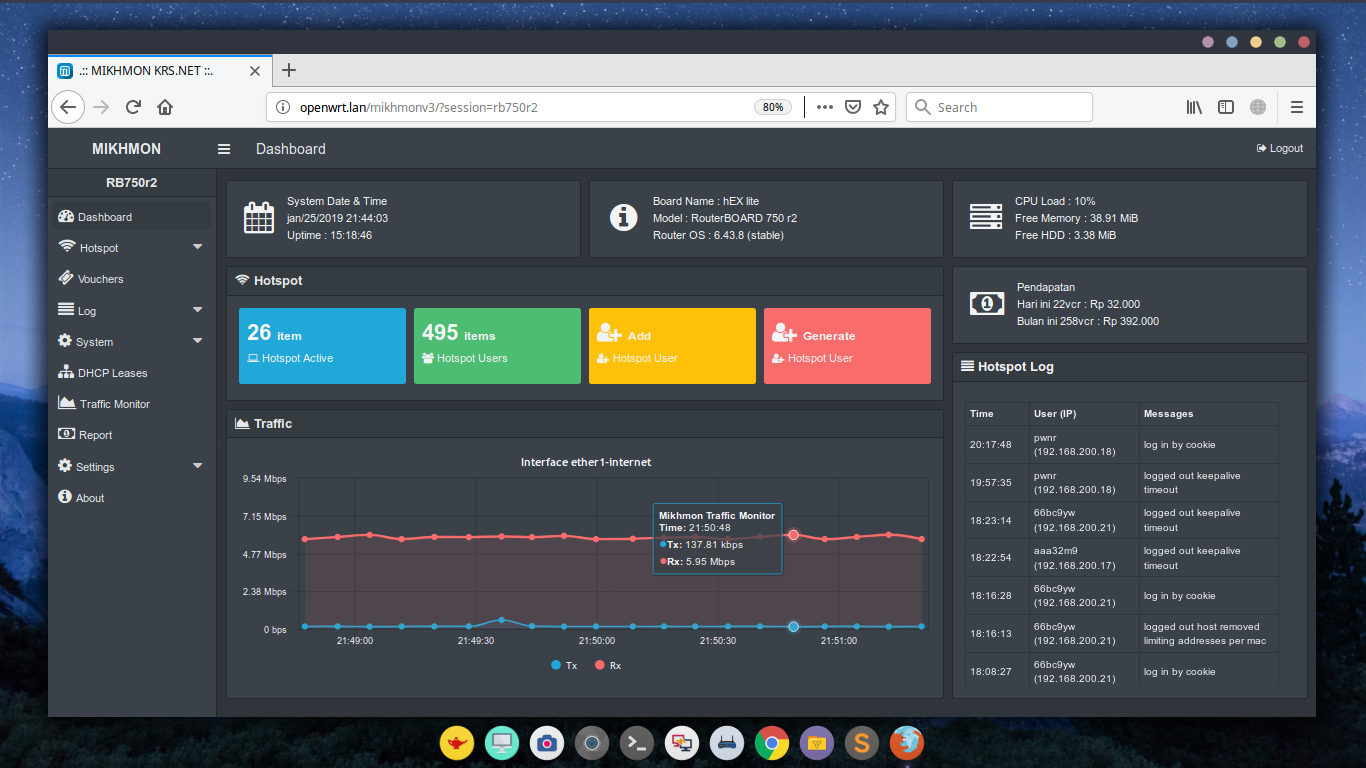 .:: MIKHMON KRS.NET ::.
openwrt.lan/mikhmonv3/?session=rb750r2
80%
Search
MIKHMON
Dashboard
Logout
RB750r2
Dashboard
Hotspot
Vouchers
Log
System
DHCP Leases
Traffic Monitor
Report
Settings
About
System Date & Time
jan/25/2019 21:44:03
Uptime : 15:18:46
Board Name : hEX lite
Model : RouterBOARD 750 r2
Router OS : 6.43.8 (stable)
CPU Load : 10%
Free Memory : 38.91 MiB
Free HDD : 3.38 MiB
Hotspot
26 item
Hotspot Active
495 items
Hotspot Users
Add
Hotspot User
Generate
Hotspot User
Pendapatan
Hari ini 22vcr : Rp 32.000
Bulan ini 258vcr : Rp 392.000
Traffic
Interface ether1-internet
9.54 Mbps
7.15 Mbps
4.77 Mbps
2.38 Mbps
0 bps
Mikhmon Traffic Monitor
Time: 21:50:48
Tx: 137.81 kbps
Rx: 5.95 Mbps
21:49:00
21:49:30
21:50:00
21:50:30
21:51:00
Tx
Rx
Hotspot Log
Time User (IP) Messages
20:17:48 pwnr (192.168.200.18) log in by cookie
19:57:35 pwnr (192.168.200.18) logged out keepalive timeout
18:23:14 66bc9yw (192.168.200.21) logged out keepalive timeout
18:22:54 aaa32m9 (192.168.200.17) logged out keepalive timeout
18:16:28 66bc9yw (192.168.200.21) log in by cookie
18:16:13 66bc9yw (192.168.200.21) logged out host removed limiting addresses per mac
18:08:27 66bc9yw (192.168.200.21) log in by cookie